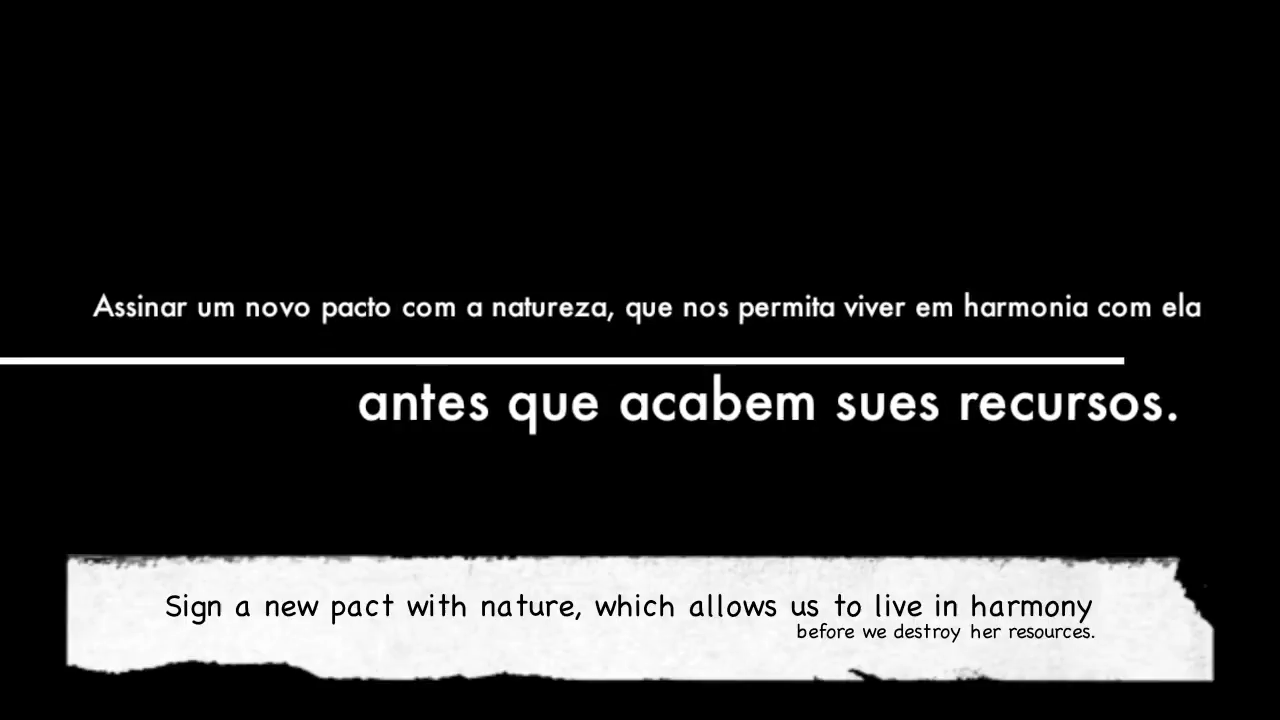 Assinar um novo pacto com a natureza, que nos permita viver em harmonia com ela
antes que acabem sues recursos.
Sign a new pact with nature, which allows us to live in harmony
before we destroy her resources.